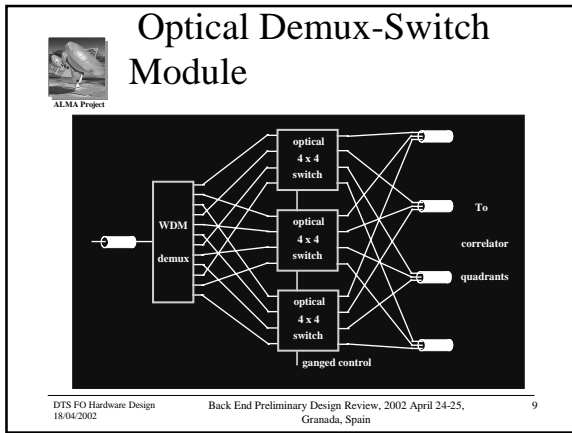 Optical Demux-Switch
Module
ALMA Project
optical
4 x 4
switch
WDM
demux
optical
4 x 4
switch
optical
4 x 4
switch
ganged control
To
correlator
quadrants
DTS FO Hardware Design
18/04/2002
Back End Preliminary Design Review, 2002 April 24-25,
Granada, Spain
9